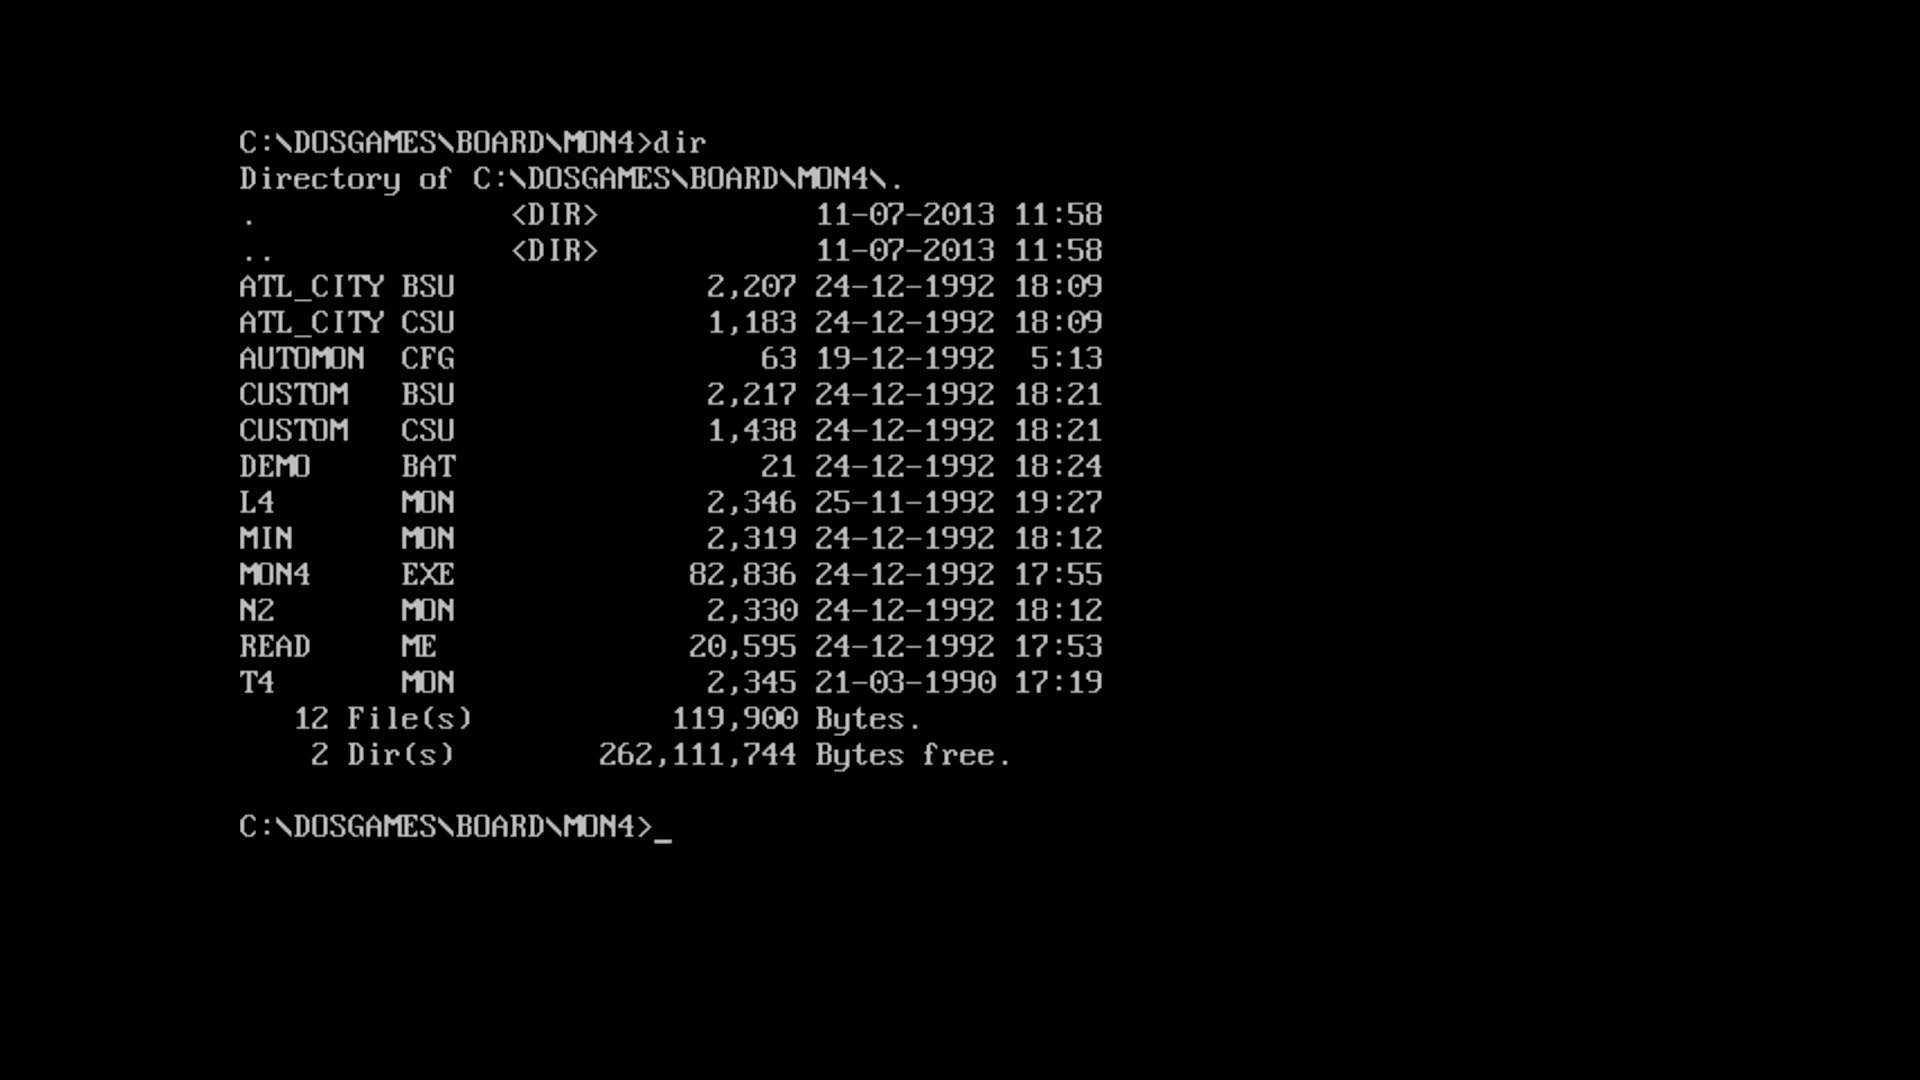 C:\DOSGAMES\BOARD\MON4>dir
Directory of C:\DOSGAMES\BOARD\MON4\.
.              <DIR>            11-07-2013 11:58
..             <DIR>            11-07-2013 11:58
ATL_CITY BSU              2,207 24-12-1992 18:09
ATL_CITY CSU              1,183 24-12-1992 18:09
AUTOMON  CFG                 63 19-12-1992  5:13
CUSTOM   BSU              2,217 24-12-1992 18:21
CUSTOM   CSU              1,438 24-12-1992 18:21
DEMO     BAT                 21 24-12-1992 18:24
L4       MON              2,346 25-11-1992 19:27
MIN      MON              2,319 24-12-1992 18:12
MON4     EXE             82,836 24-12-1992 17:55
N2       MON              2,330 24-12-1992 18:12
READ     ME              20,595 24-12-1992 17:53
T4       MON              2,345 21-03-1990 17:19
   12 File(s)           119,900 Bytes.
    2 Dir(s)        262,111,744 Bytes free.
C:\DOSGAMES\BOARD\MON4>_